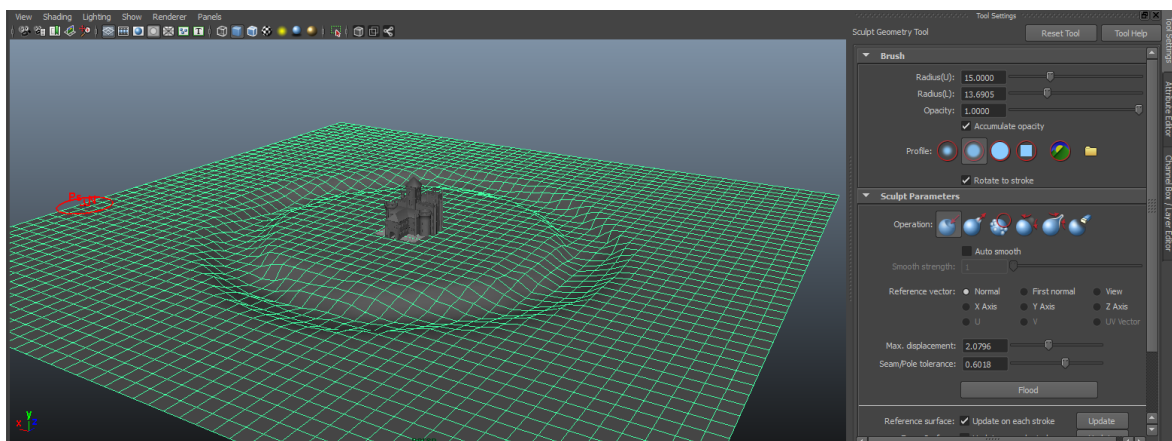 View Shading Lighting Show Renderer Panels
Tool Settings
Sculpt Geometry Tool Reset Tool Tool Help
Brush
Radius(U): 15.0000
Radius(L): 13.6905
Opacity: 1.0000
Accumulate opacity
Profile:
Rotate to stroke
Sculpt Parameters
Operation:
Auto smooth
Smooth strength: 1
Reference vector: Normal First normal View
X Axis Y Axis Z Axis
U V UV Vector
Max. displacement: 2.0796
Seam/Pole tolerance: 0.6018
Flood
Reference surface: Update on each stroke Update
Tool Settings
Attribute Editor
Channel Box / Layer Editor
y
x z